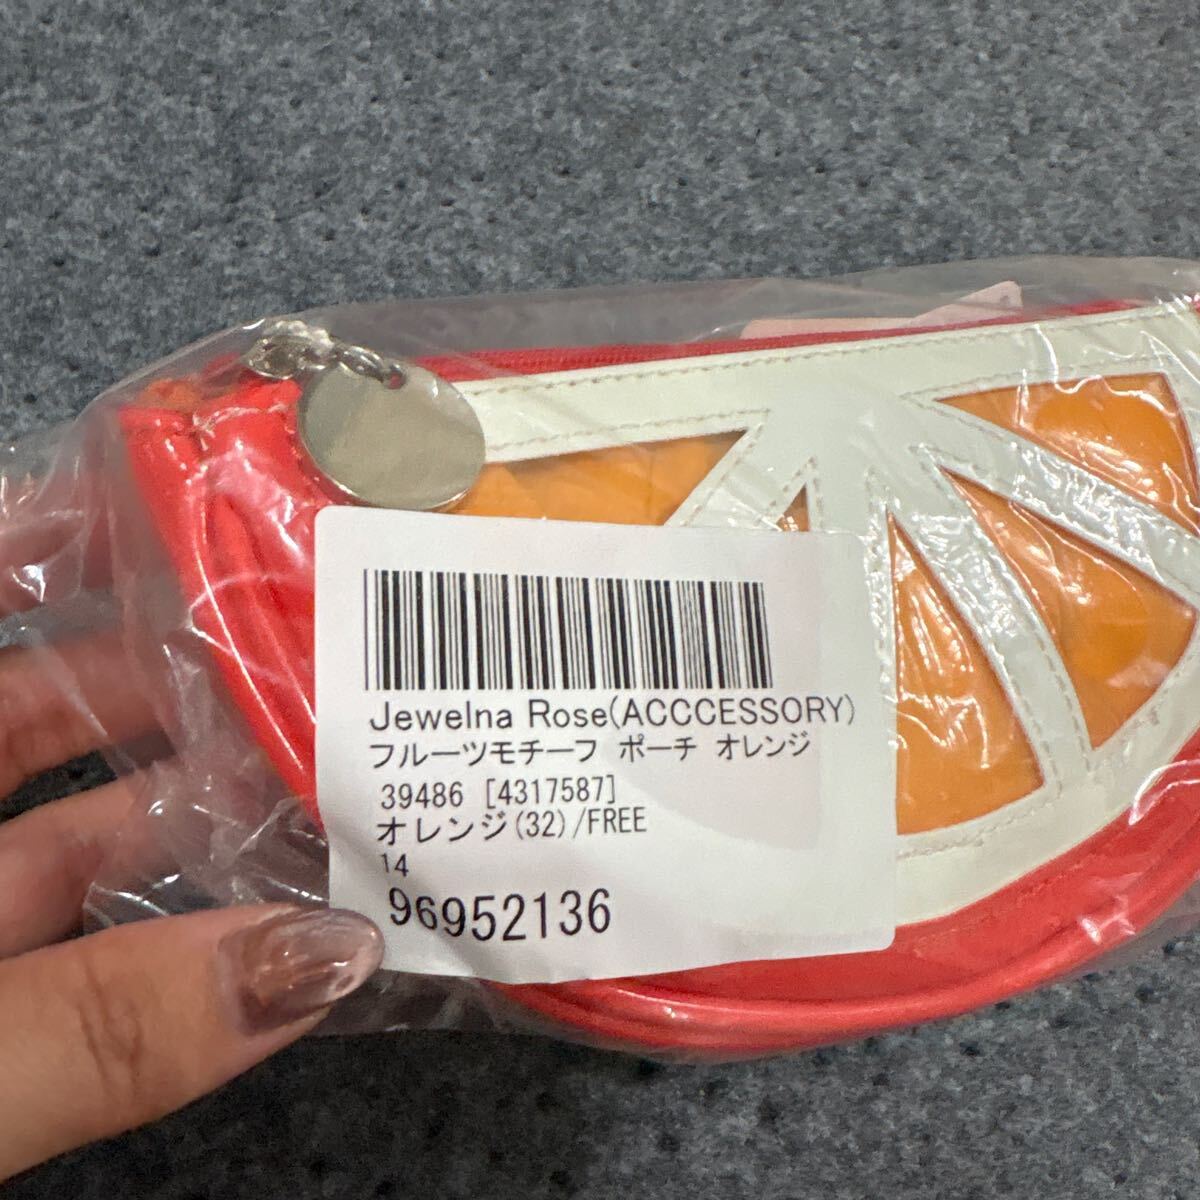 Jewelna Rose(ACCCESSORY)
フルーツモチーフ ポーチ オレンジ
39486 [4317587]
オレンジ(32)/FREE
14
96952136